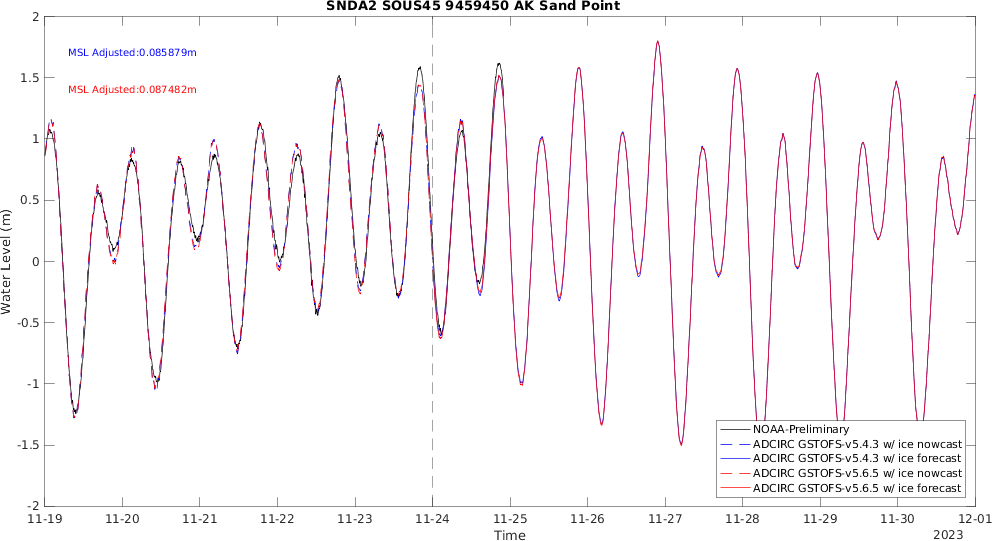 SNDA2 SOUS45 9459450 AK Sand Point
MSL Adjusted:0.085879m
MSL Adjusted:0.087482m
Water Level (m)
2
1.5
1
0.5
0
-0.5
-1
-1.5
-2
NOAA-Preliminary
ADCIRC GSTOFS-v5.4.3 w/ ice nowcast
ADCIRC GSTOFS-v5.4.3 w/ ice forecast
ADCIRC GSTOFS-v5.6.5 w/ ice nowcast
ADCIRC GSTOFS-v5.6.5 w/ ice forecast
11-19 11-20 11-21 11-22 11-23 11-24 11-25 11-26 11-27 11-28 11-29 11-30 12-01
Time
2023